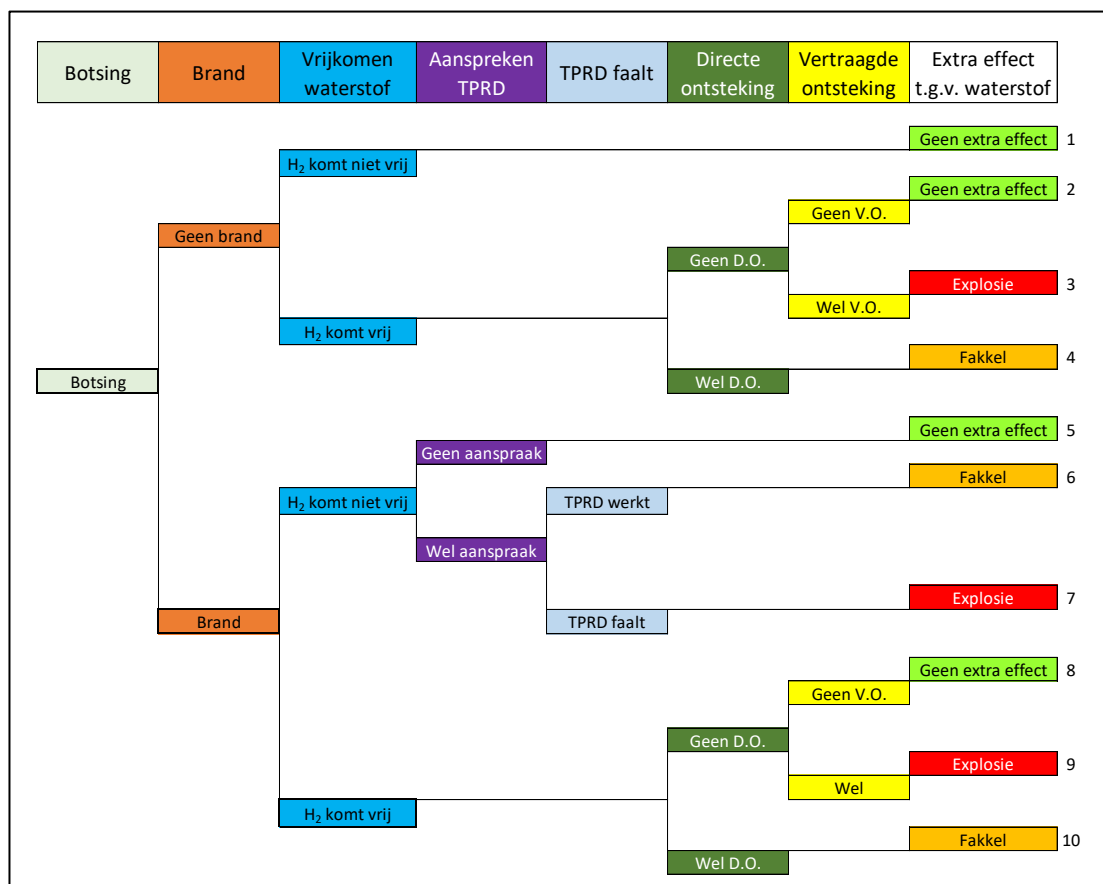 Botsing
Brand
Vrijkomen
waterstof
Aanspreken
TPRD
TPRD faalt
Directe
ontsteking
Vertraagde
ontsteking
Extra effect
t.g.v. waterstof
Geen extra effect 1
H₂ komt niet vrij
Geen extra effect 2
Geen V.O.
Geen brand
Geen D.O.
Explosie 3
Wel V.O.
H₂ komt vrij
Fakkel 4
Botsing
Wel D.O.
Geen extra effect 5
Geen aanspraak
Fakkel 6
H₂ komt niet vrij
TPRD werkt
Wel aanspraak
Explosie 7
Brand
TPRD faalt
Geen extra effect 8
Geen V.O.
Geen D.O.
Explosie 9
Wel
H₂ komt vrij
Fakkel 10
Wel D.O.